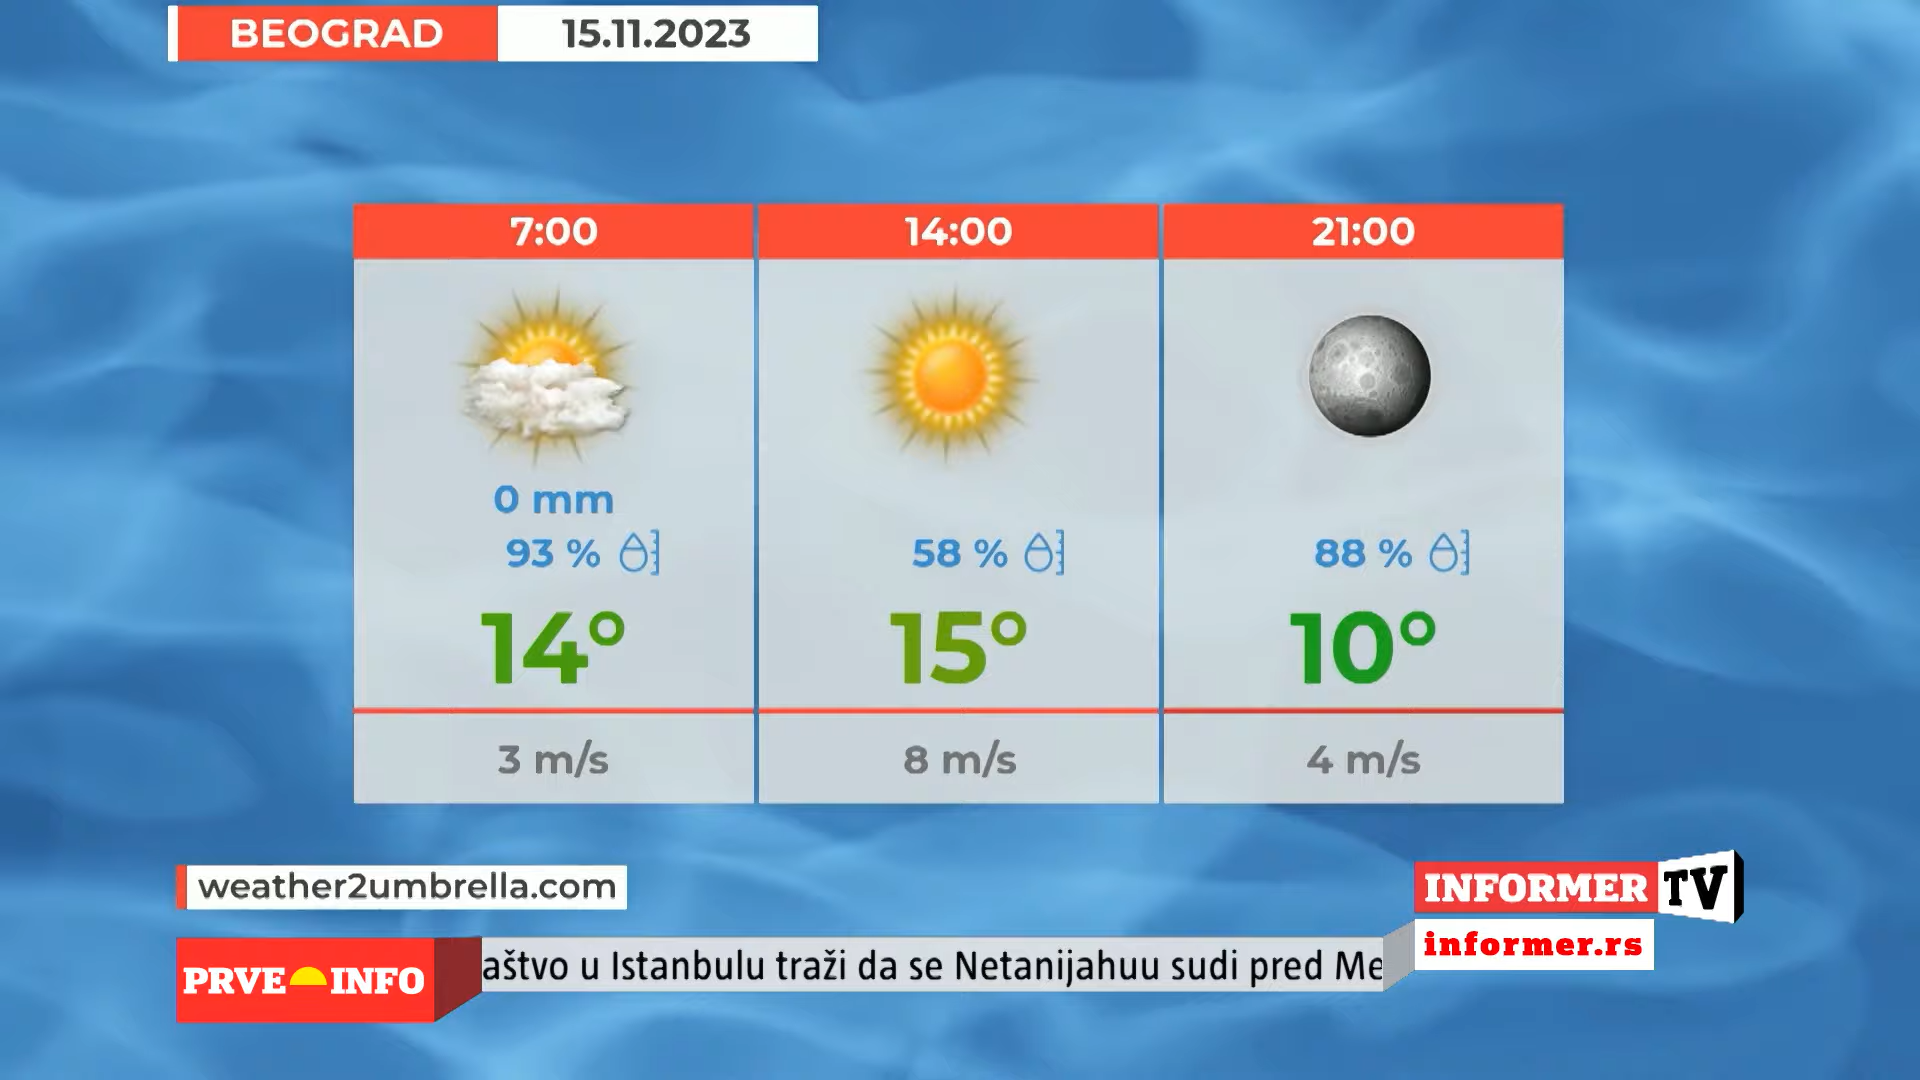 BEOGRAD 15.11.2023
7:00 14:00 21:00
0 mm
93 % 58 % 88 %
14° 15° 10°
3 m/s 8 m/s 4 m/s
weather2umbrella.com
INFORMER TV
informer.rs
PRVE INFO
aštvo u Istanbulu traži da se Netanijahuu sudi pred Me